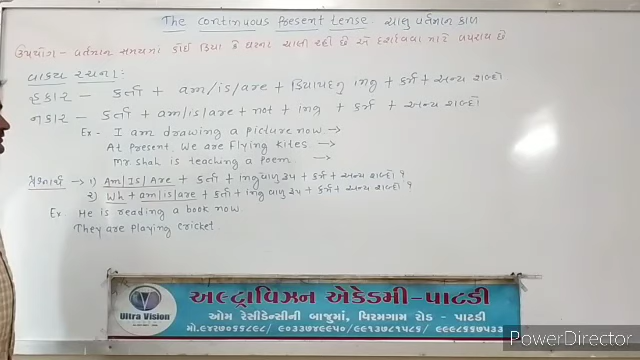 The continuous Present Tense. ચાલુ વર્તમાન કાળ
ઉપયોગ - વર્તમાન સમયમાં કોઈ ક્રિયા કે ઘટના ચાલી રહી છે એ દર્શાવવા માટે વપરાય છે
વાક્ય રચના :
હકાર - કર્તા + am/is/are + ક્રિયાપદનું ing + કર્મ + અન્ય શબ્દો
નકાર - કર્તા + am/is/are + not + ing + કર્મ + અન્ય શબ્દો
Ex- I am drawing a picture now. →
At present, We are flying kites. →
Mr. shah is teaching a Poem. →
પ્રશ્નાર્થ → 1) Am/Is/Are + કર્તા + ingવાળુ રૂપ + કર્મ + અન્ય શબ્દો ?
2) Wh + am/is/are + કર્તા + ing વાળુ રૂપ + કર્મ + અન્ય શબ્દો ?
Ex. He is reading a book now.
They are Playing cricket.
Ultra Vision
અલ્ટ્રાવિઝન એકેડમી-પાટડી
ઓમ રેસીડેન્સીની બાજુમાં, વિરમગામ રોડ - પાટડી
PowerDirector